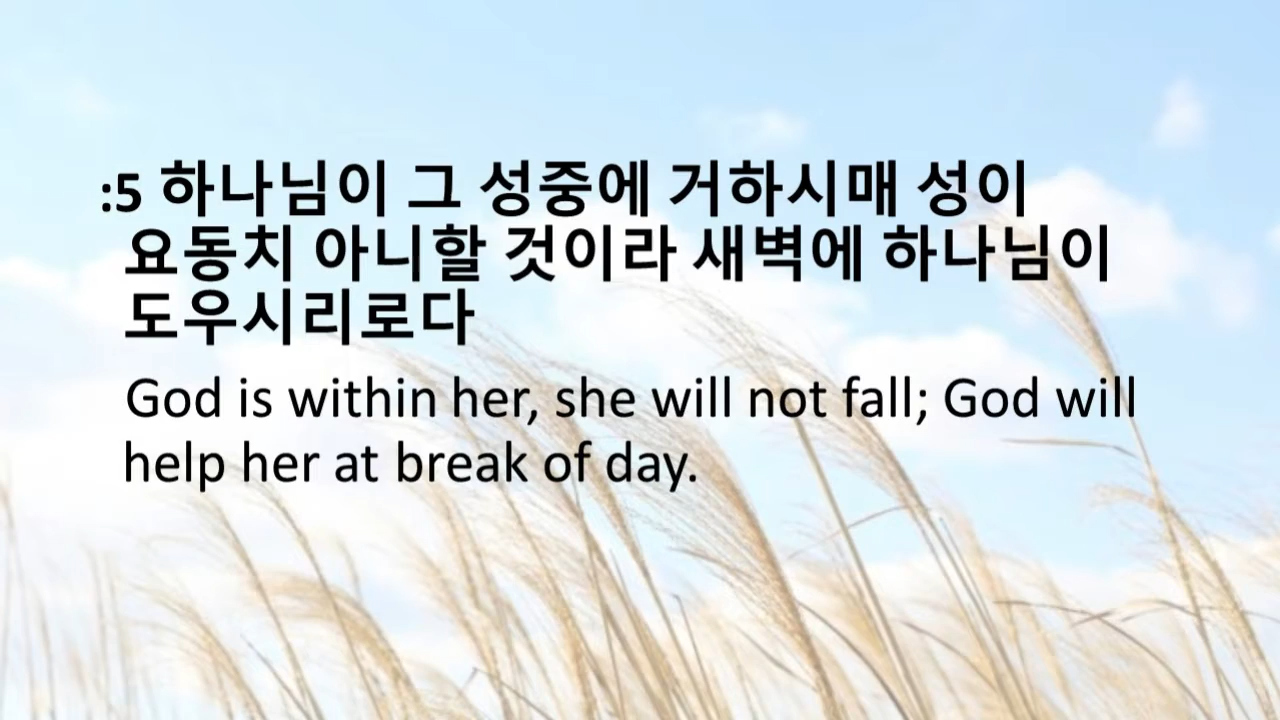 :5 하나님이 그 성중에 거하시매 성이
요동치 아니할 것이라 새벽에 하나님이
도우시리로다
God is within her, she will not fall; God will
help her at break of day.